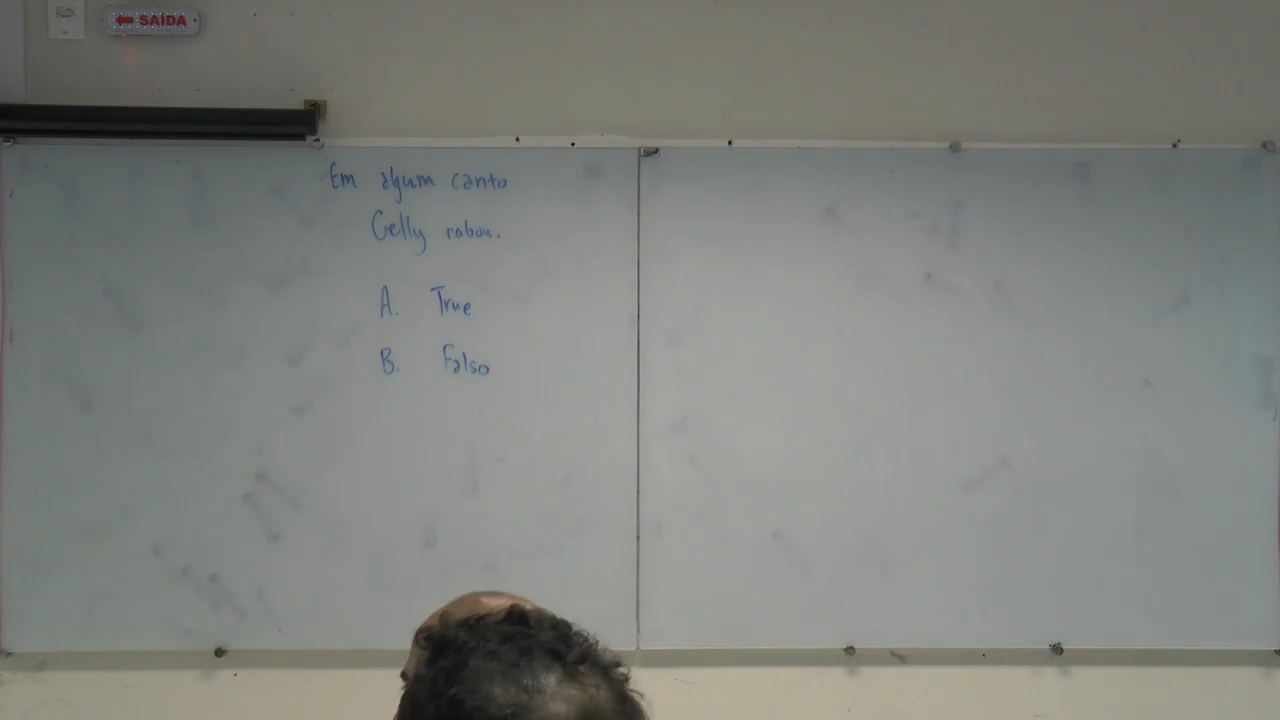 SAÍDA
Em algum canto
Gelly robou.
A. True
B. Falso